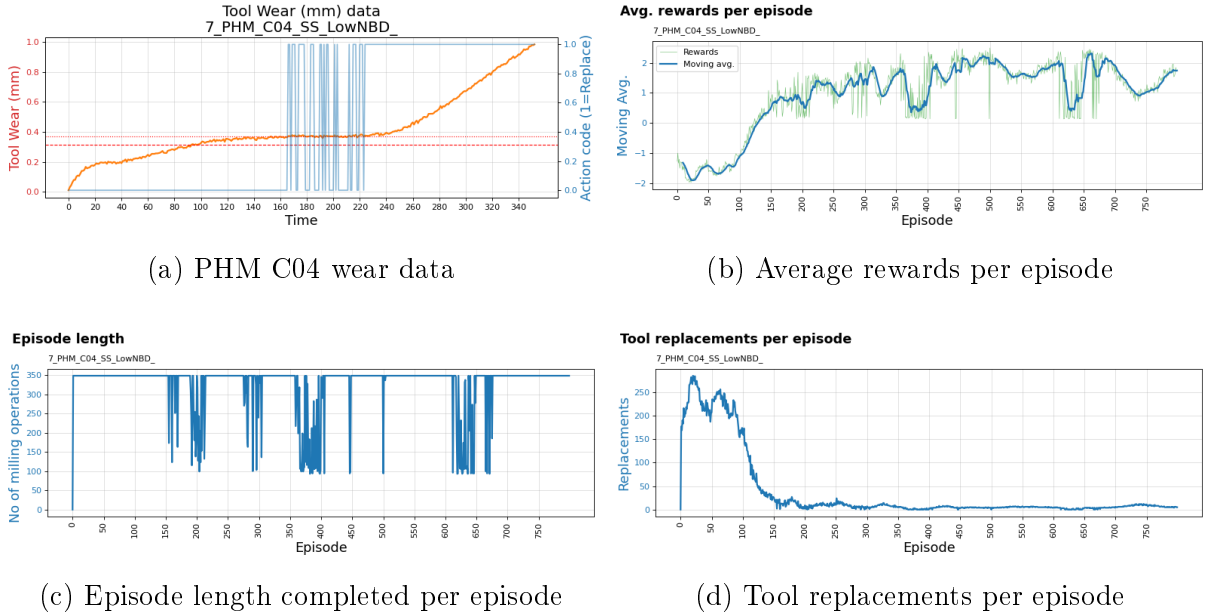 Tool Wear (mm) data
7_PHM_C04_SS_LowNBD_
Tool Wear (mm)
1.0
0.8
0.6
0.4
0.2
0.0
0 20 40 60 80 100 120 140 160 180 200 220 240 260 280 300 320 340
Time
1.0
0.8
0.6
0.4
0.2
0.0
Action code (1=Replace)
(a) PHM C04 wear data
Avg. rewards per episode
7_PHM_C04_SS_LowNBD_
Rewards
Moving avg.
Moving Avg.
2
1
0
−1
−2
0 50 100 150 200 250 300 350 400 450 500 550 600 650 700 750
Episode
(b) Average rewards per episode
Episode length
7_PHM_C04_SS_LowNBD_
No of milling operations
350
300
250
200
150
100
50
0
0 50 100 150 200 250 300 350 400 450 500 550 600 650 700 750
Episode
(c) Episode length completed per episode
Tool replacements per episode
7_PHM_C04_SS_LowNBD_
Replacements
250
200
150
100
50
0
0 50 100 150 200 250 300 350 400 450 500 550 600 650 700 750
Episode
(d) Tool replacements per episode